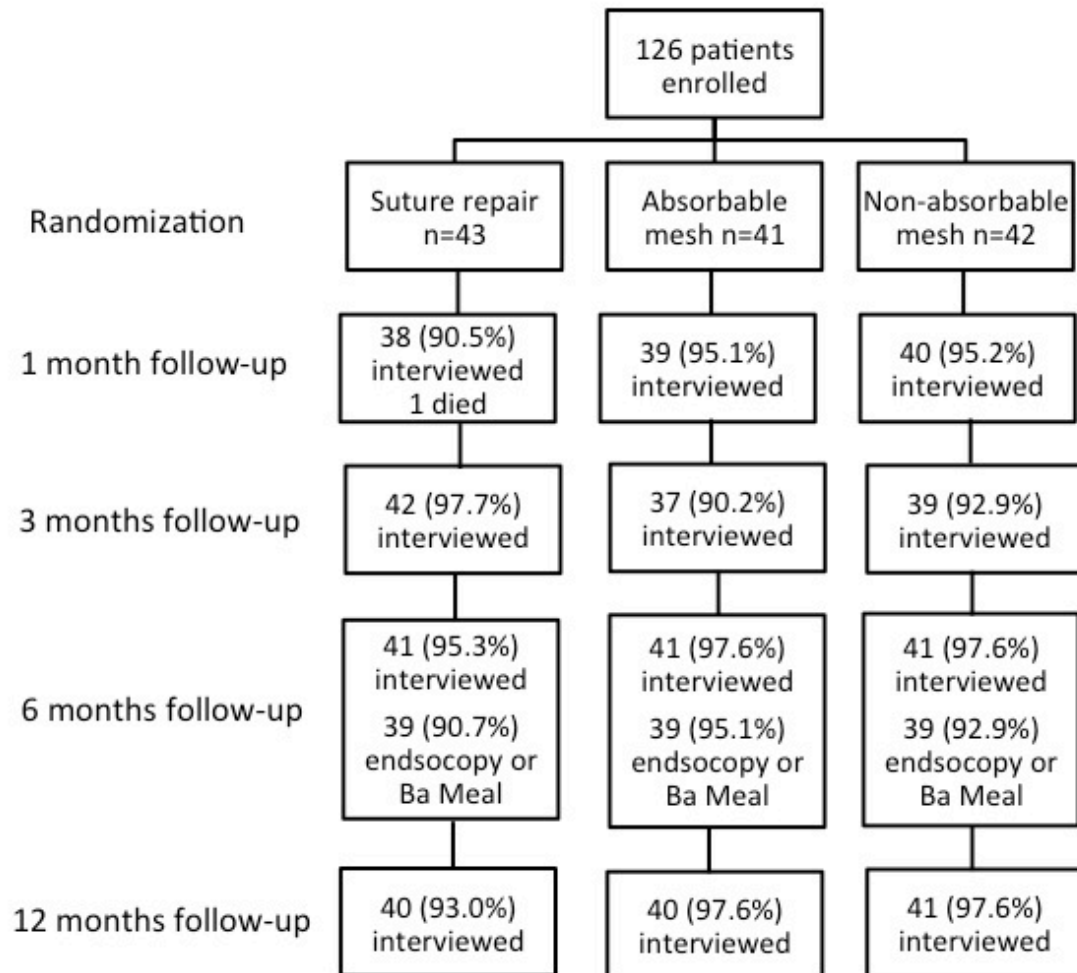 126 patients
enrolled
Randomization
Suture repair
n=43
Absorbable
mesh n=41
Non-absorbable
mesh n=42
1 month follow-up
38 (90.5%)
interviewed
1 died
39 (95.1%)
interviewed
40 (95.2%)
interviewed
3 months follow-up
42 (97.7%)
interviewed
37 (90.2%)
interviewed
39 (92.9%)
interviewed
6 months follow-up
41 (95.3%)
interviewed
39 (90.7%)
endsocopy or
Ba Meal
41 (97.6%)
interviewed
39 (95.1%)
endsocopy or
Ba Meal
41 (97.6%)
interviewed
39 (92.9%)
endsocopy or
Ba Meal
12 months follow-up
40 (93.0%)
interviewed
40 (97.6%)
interviewed
41 (97.6%)
interviewed